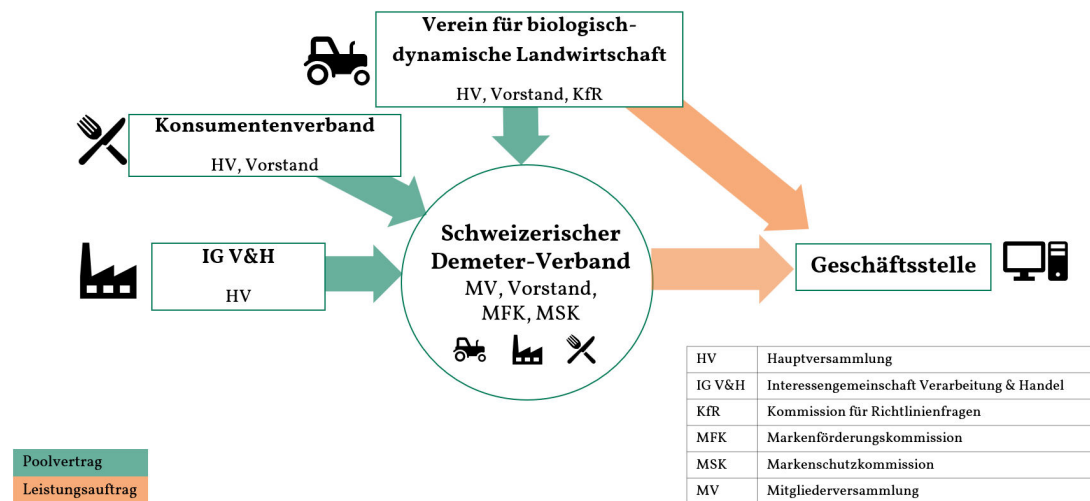 Verein für biologisch-
dynamische Landwirtschaft
HV, Vorstand, KfR
Konsumentenverband
HV, Vorstand
IG V&H
HV
Schweizerischer
Demeter-Verband
MV, Vorstand,
MFK, MSK
Geschäftsstelle
HV Hauptversammlung
IG V&H Interessengemeinschaft Verarbeitung & Handel
KfR Kommission für Richtlinienfragen
MFK Markenförderungskommission
MSK Markenschutzkommission
MV Mitgliederversammlung
Poolvertrag
Leistungsauftrag